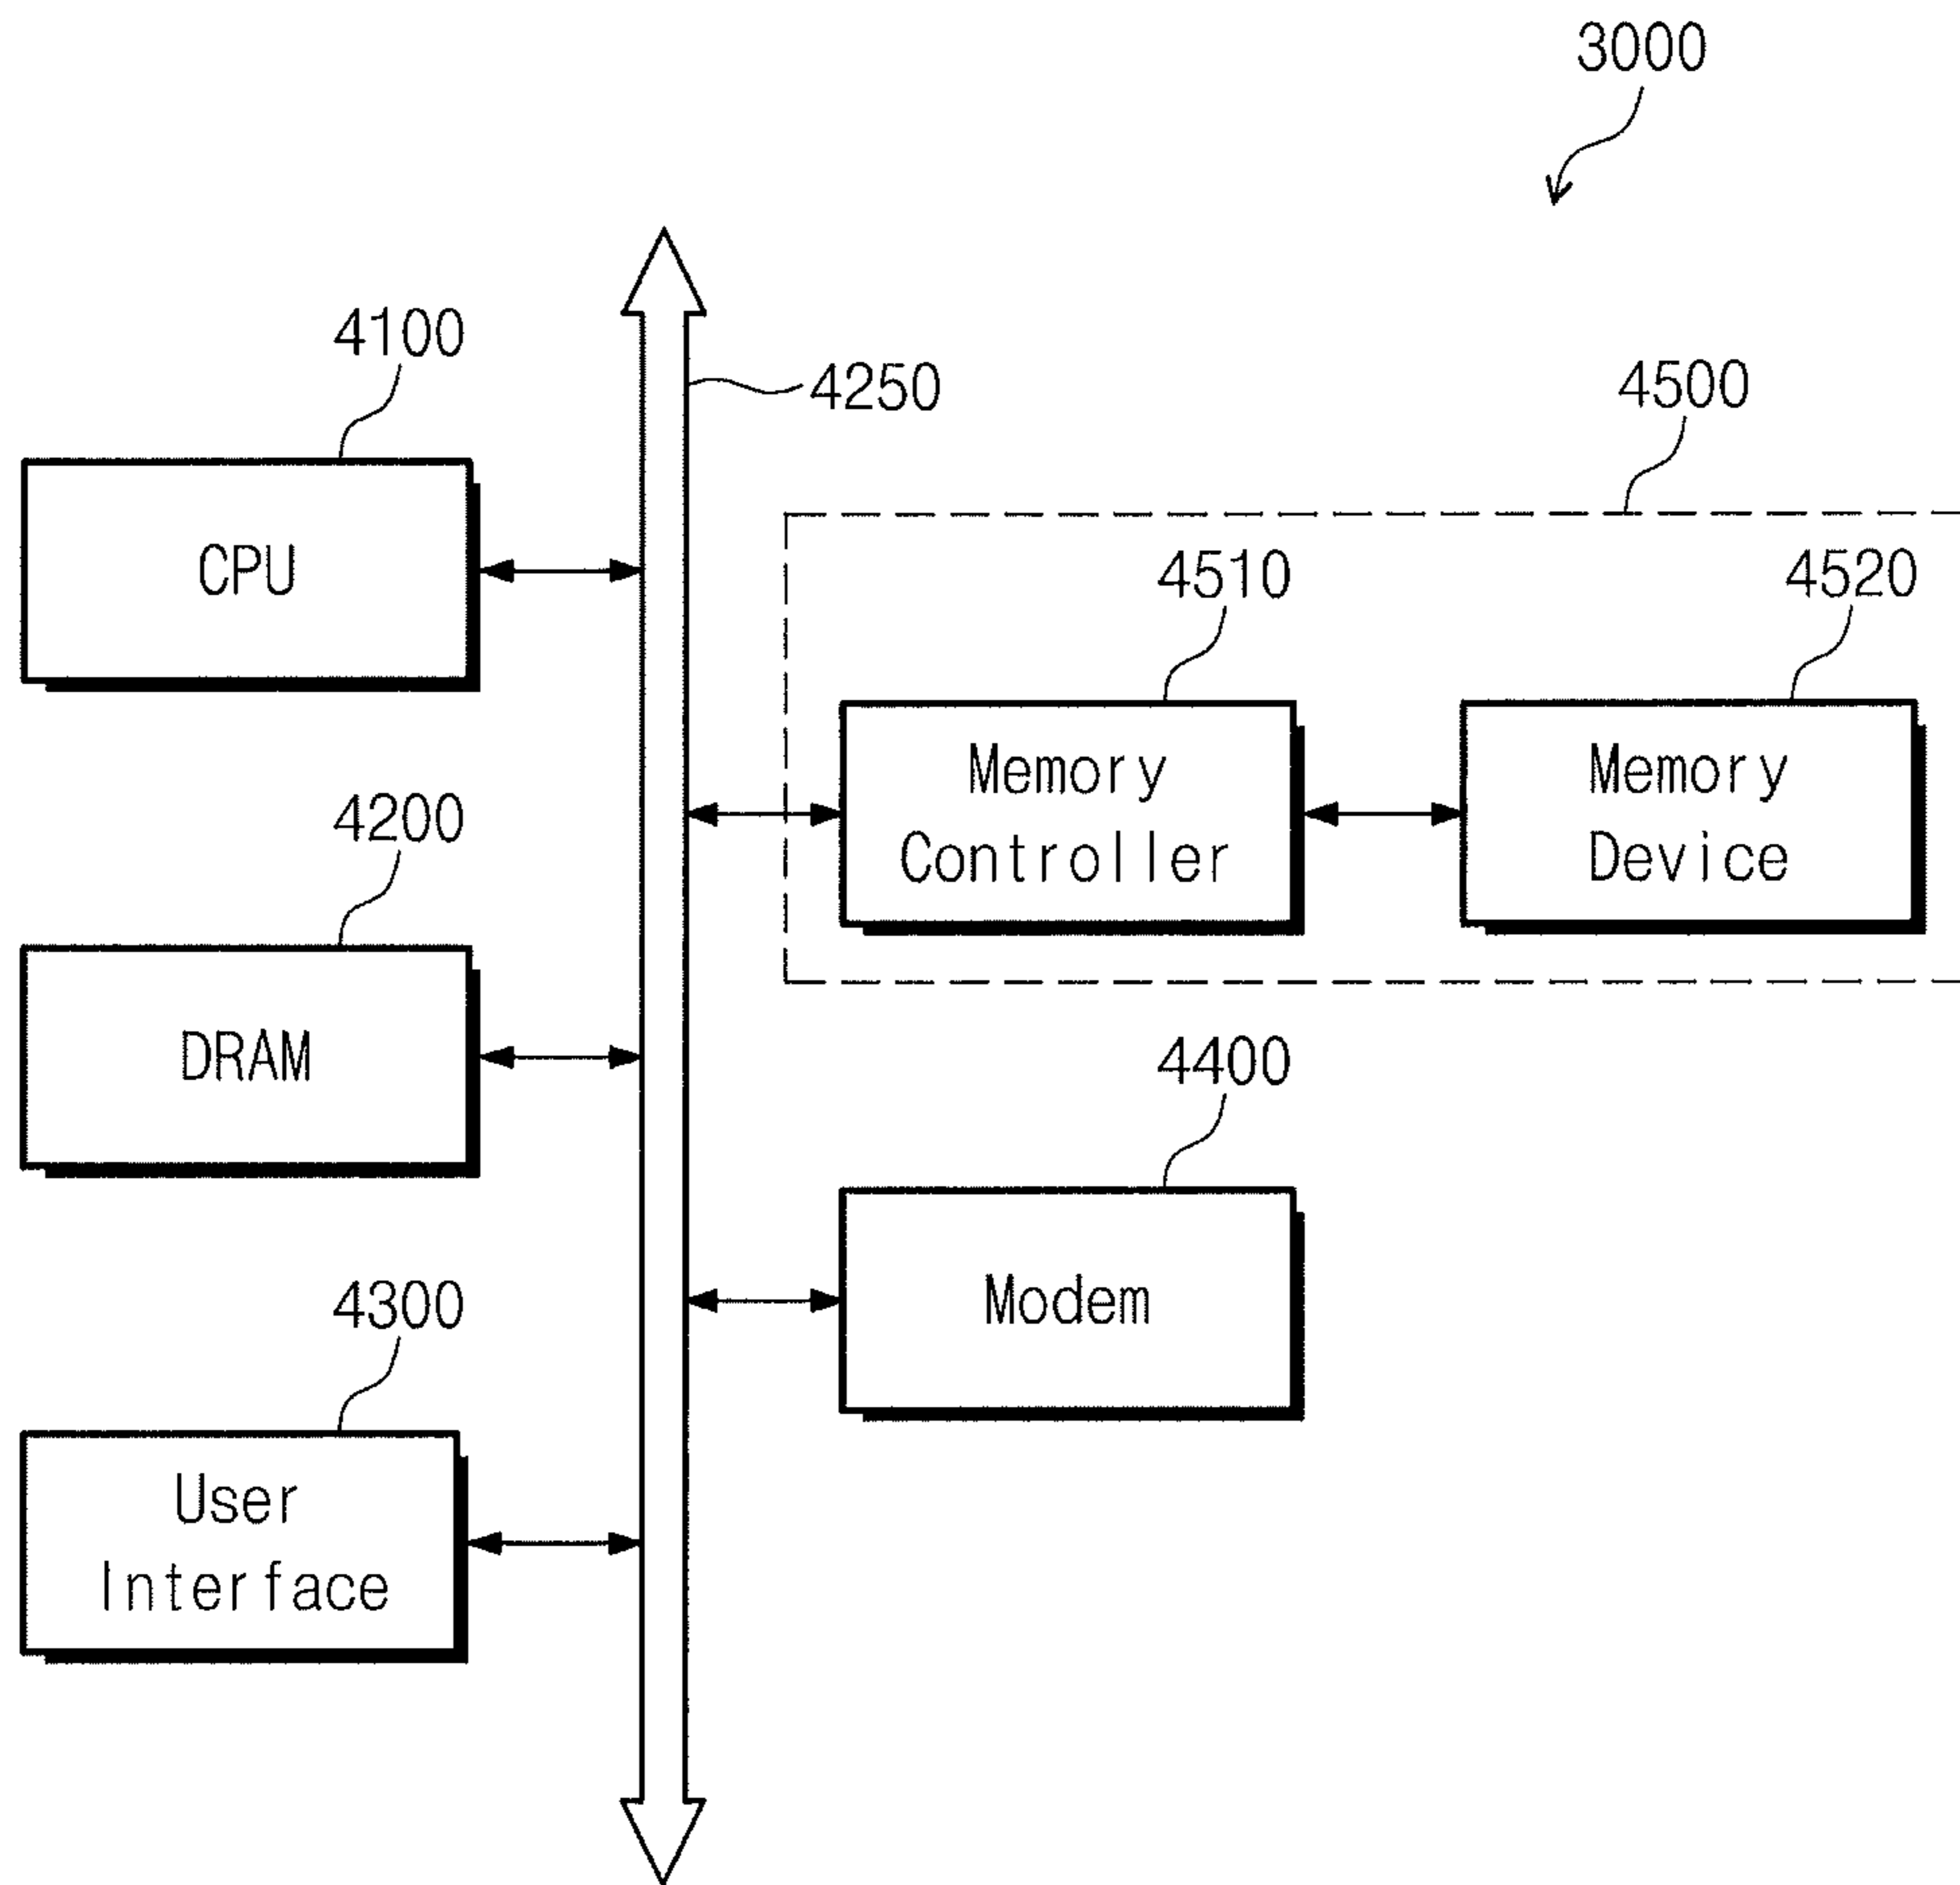 3000
4100
4250
4500
CPU
4510
4520
Memory
Controller
Memory
Device
4200
DRAM
4400
Modem
4300
User
Interface